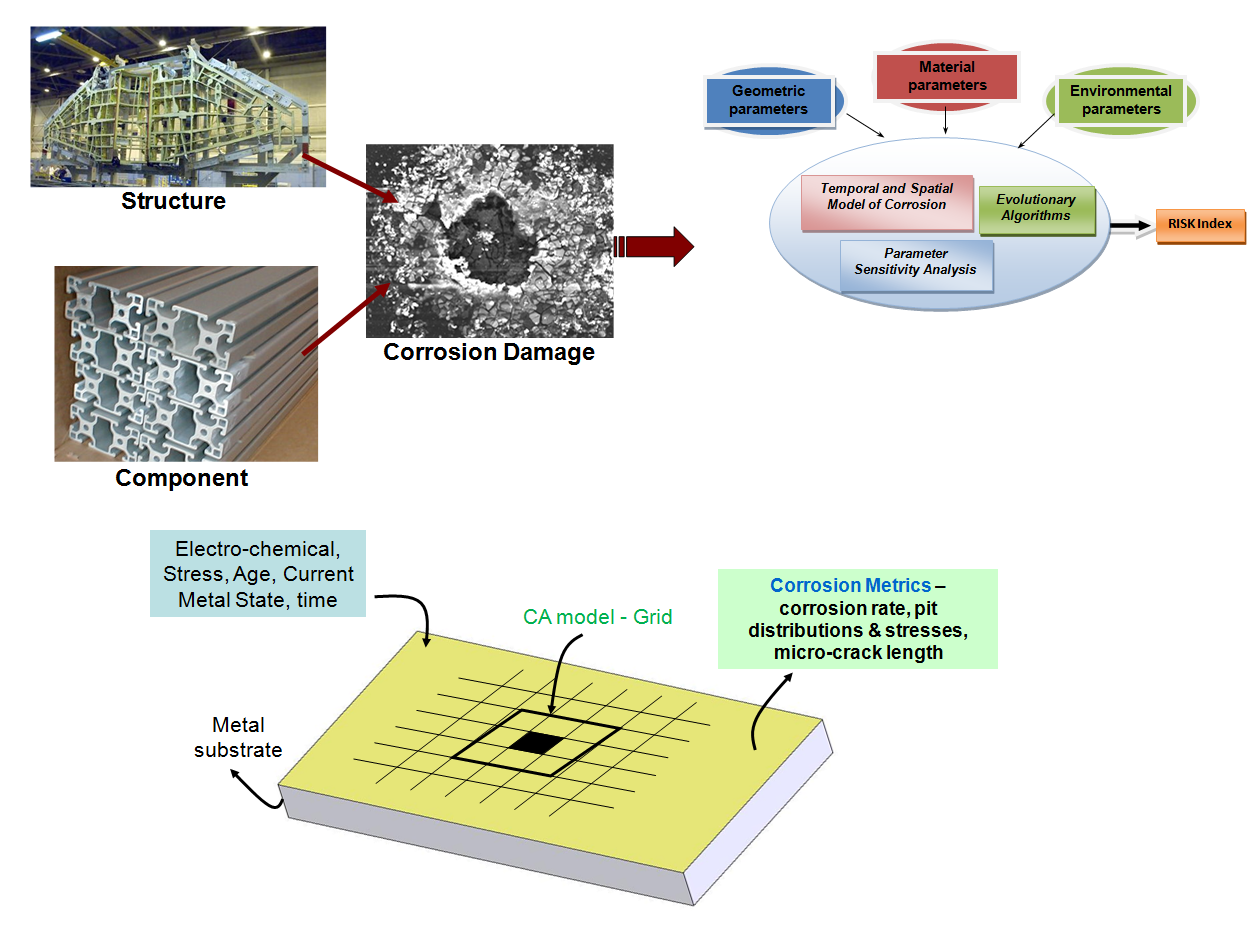 Structure
Component
Corrosion Damage
Geometric
parameters
Material
parameters
Environmental
parameters
Temporal and Spatial
Model of Corrosion
Evolutionary
Algorithms
Parameter
Sensitivity Analysis
RISK Index
Electro-chemical,
Stress, Age, Current
Metal State, time
CA model - Grid
Corrosion Metrics –
corrosion rate, pit
distributions & stresses,
micro-crack length
Metal
substrate